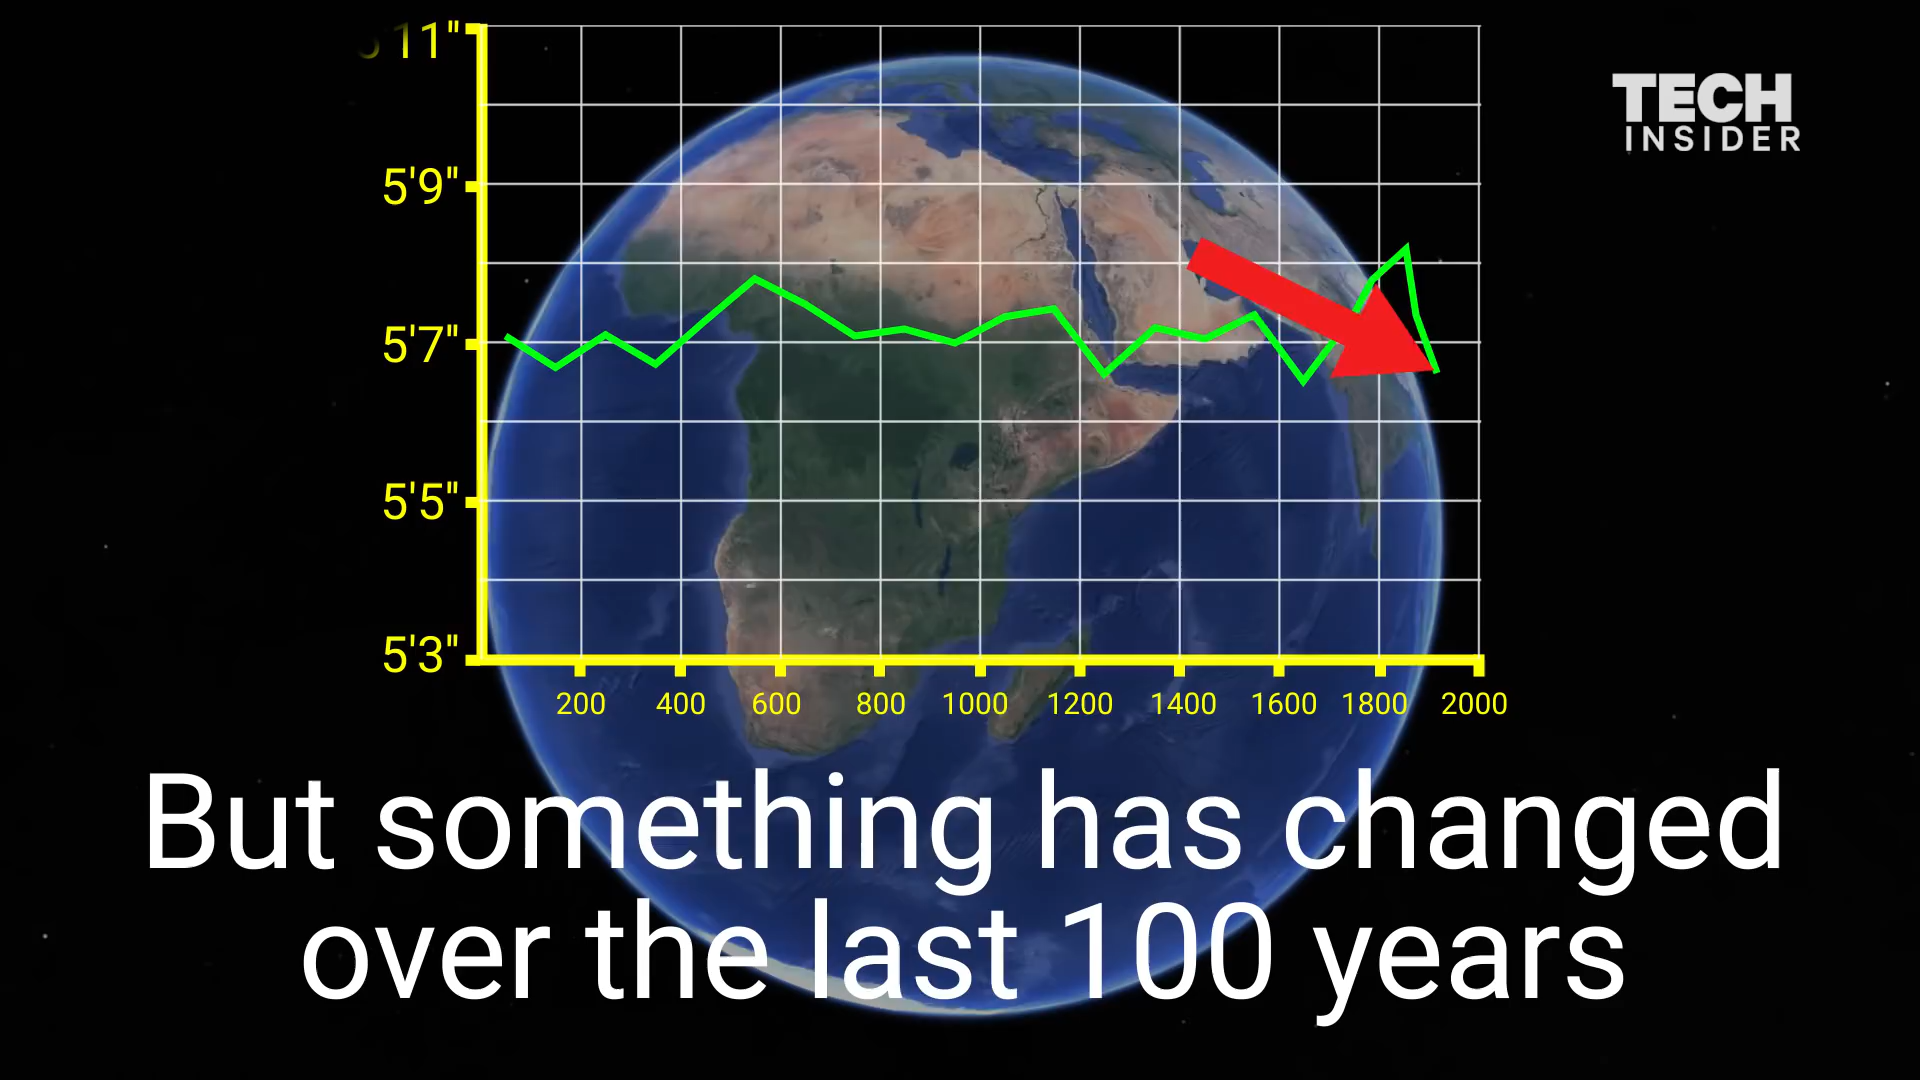 11"
TECH
INSIDER
5'9"
5'7"
5'5"
5'3"
200 400 600 800 1000 1200 1400 1600 1800 2000
But something has changed
over the last 100 years